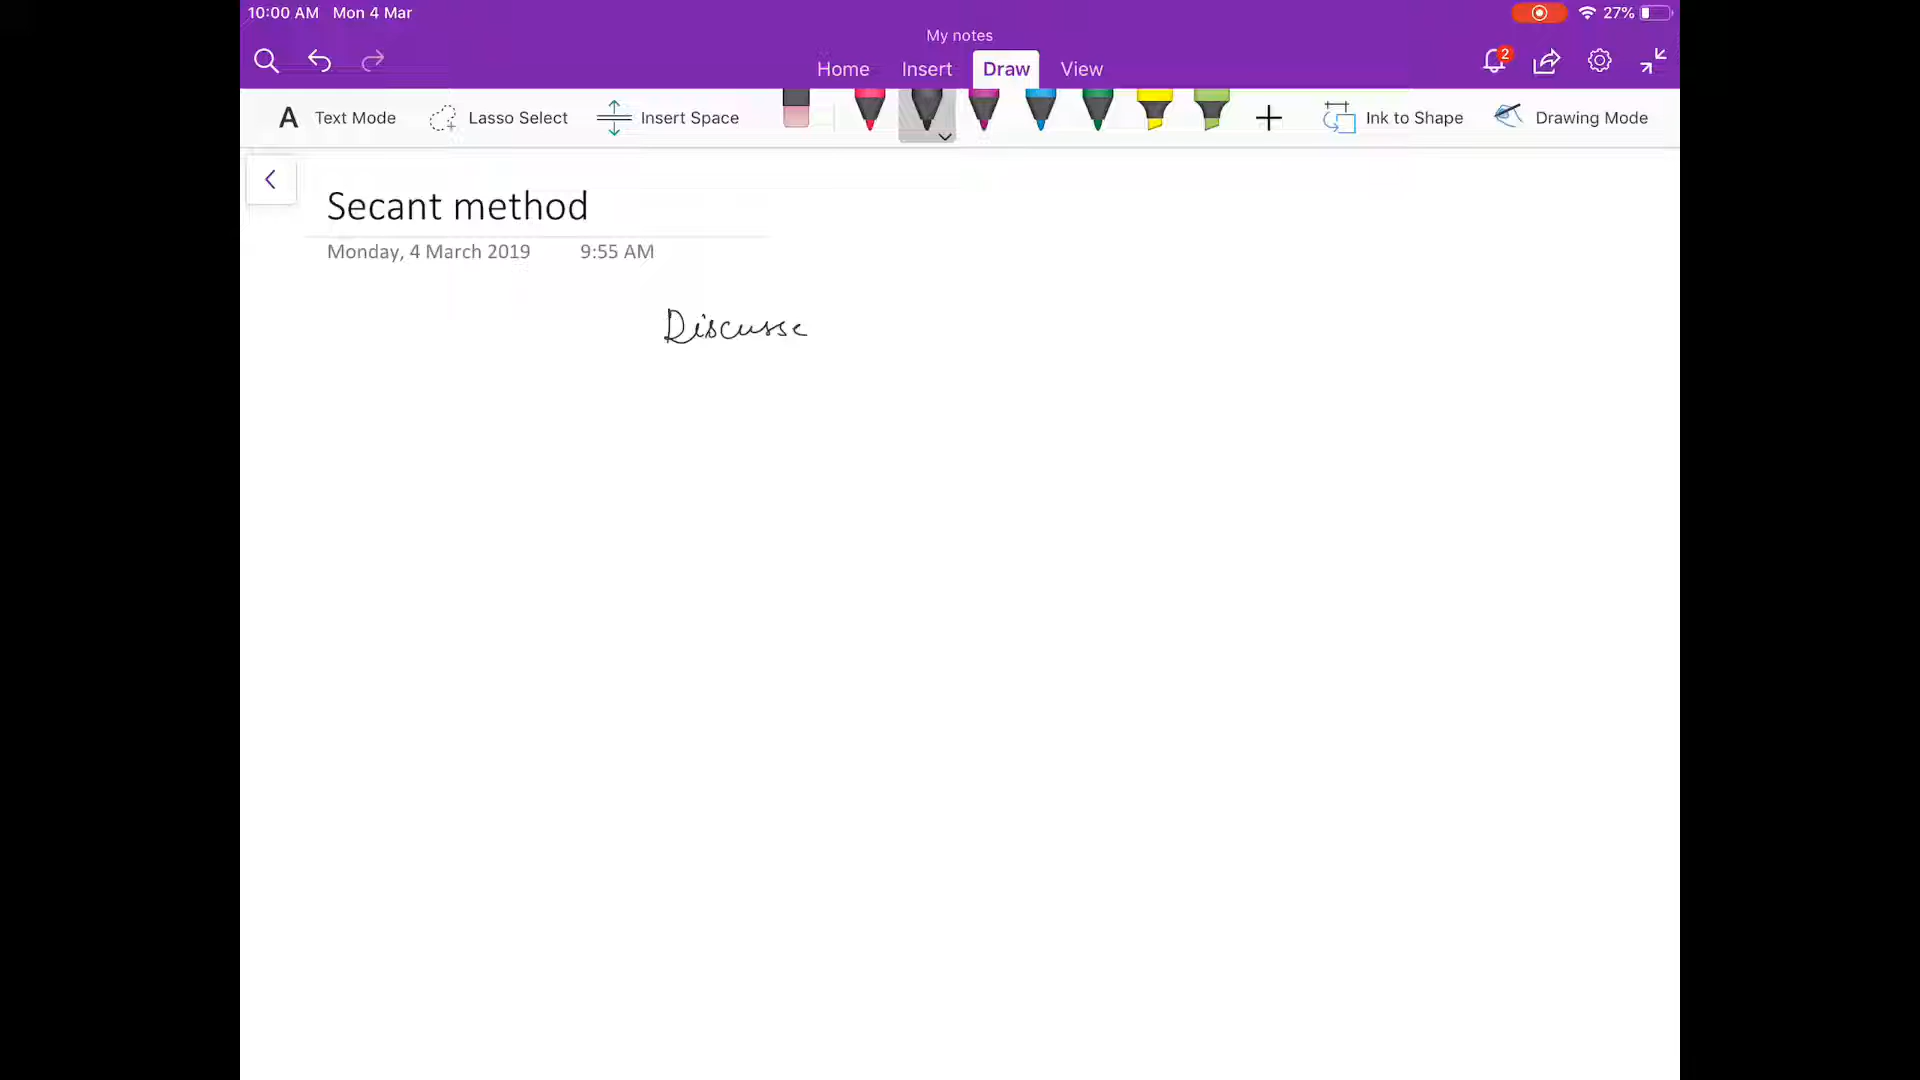 10:00 AM Mon 4 Mar 27%
My notes
Home Insert Draw View 2
A Text Mode Lasso Select Insert Space Ink to Shape Drawing Mode
Secant method
Monday, 4 March 2019 9:55 AM
Discusse